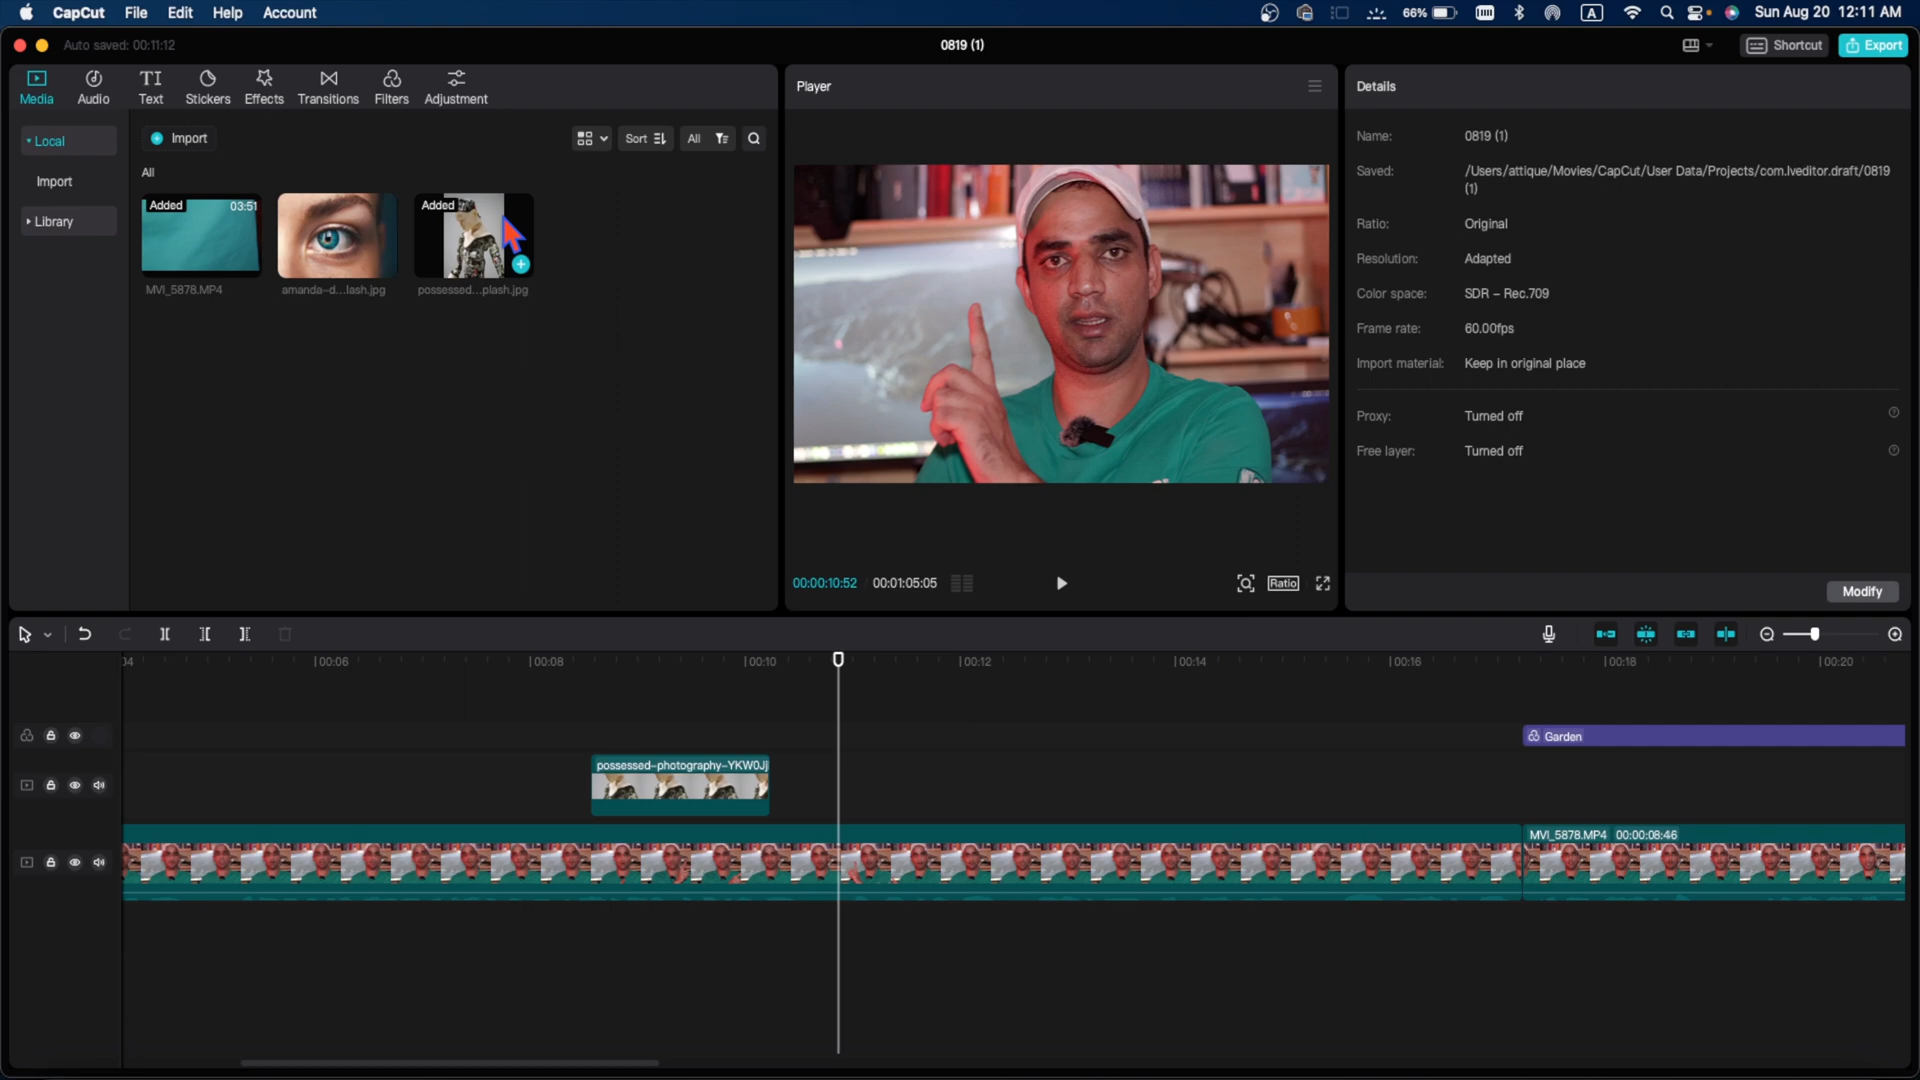 CapCut File Edit Help Account
66% A Sun Aug 20 12:11 AM
Auto saved: 00:11:12
0819 (1)
Shortcut
Export
Media
Audio
TI
Text
Stickers
Effects
Transitions
Filters
Adjustment
Local
Import
Library
Import
Sort
All
All
Added 03:51
MVI_5878.MP4
amanda-d...lash.jpg
Added
possessed...plash.jpg
Player
00:00:10:52 00:01:05:05
Ratio
Details
Name: 0819 (1)
Saved: /Users/attique/Movies/CapCut/User Data/Projects/com.lveditor.draft/0819
(1)
Ratio: Original
Resolution: Adapted
Color space: SDR – Rec.709
Frame rate: 60.00fps
Import material: Keep in original place
Proxy: Turned off
Free layer: Turned off
Modify
04 00:06 00:08 00:10 00:12 00:14 00:16 00:18 00:20
Garden
possessed-photography-YKW0Jj
MVI_5878.MP4 00:00:08:46